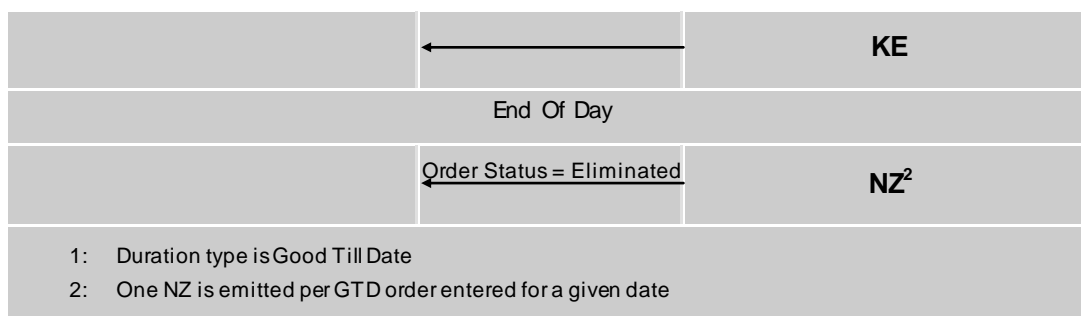 KE
End Of Day
Order Status = Eliminated
NZ2
1: Duration type is Good Till Date
2: One NZ is emitted per GTD order entered for a given date